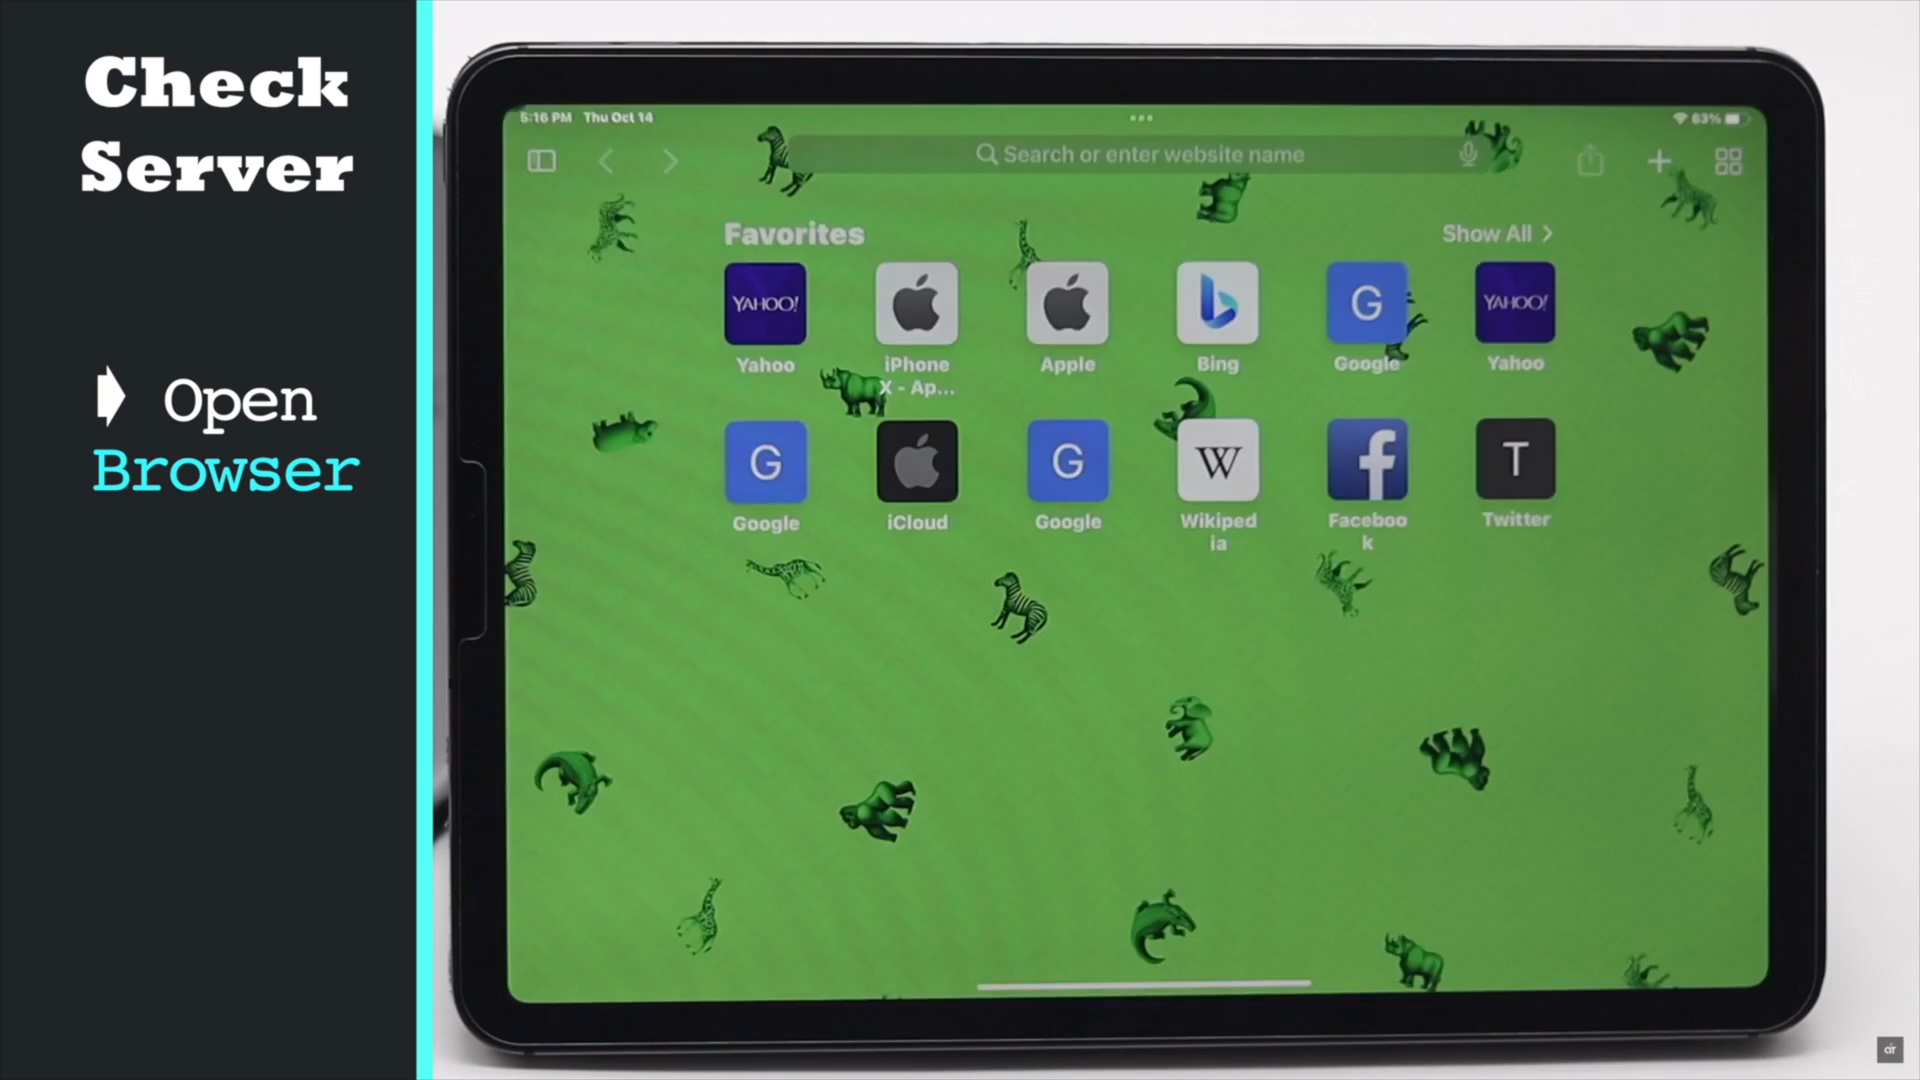 Check
Server
Open
Browser
5:16 PM Thu Oct 14
63%
Search or enter website name
Favorites
Show All
YAHOO!
G
YAHOO!
Yahoo
iPhone
X - Ap...
Apple
Bing
Google
Yahoo
G
G
W
f
T
Google
iCloud
Google
Wikiped
ia
Faceboo
k
Twitter
air